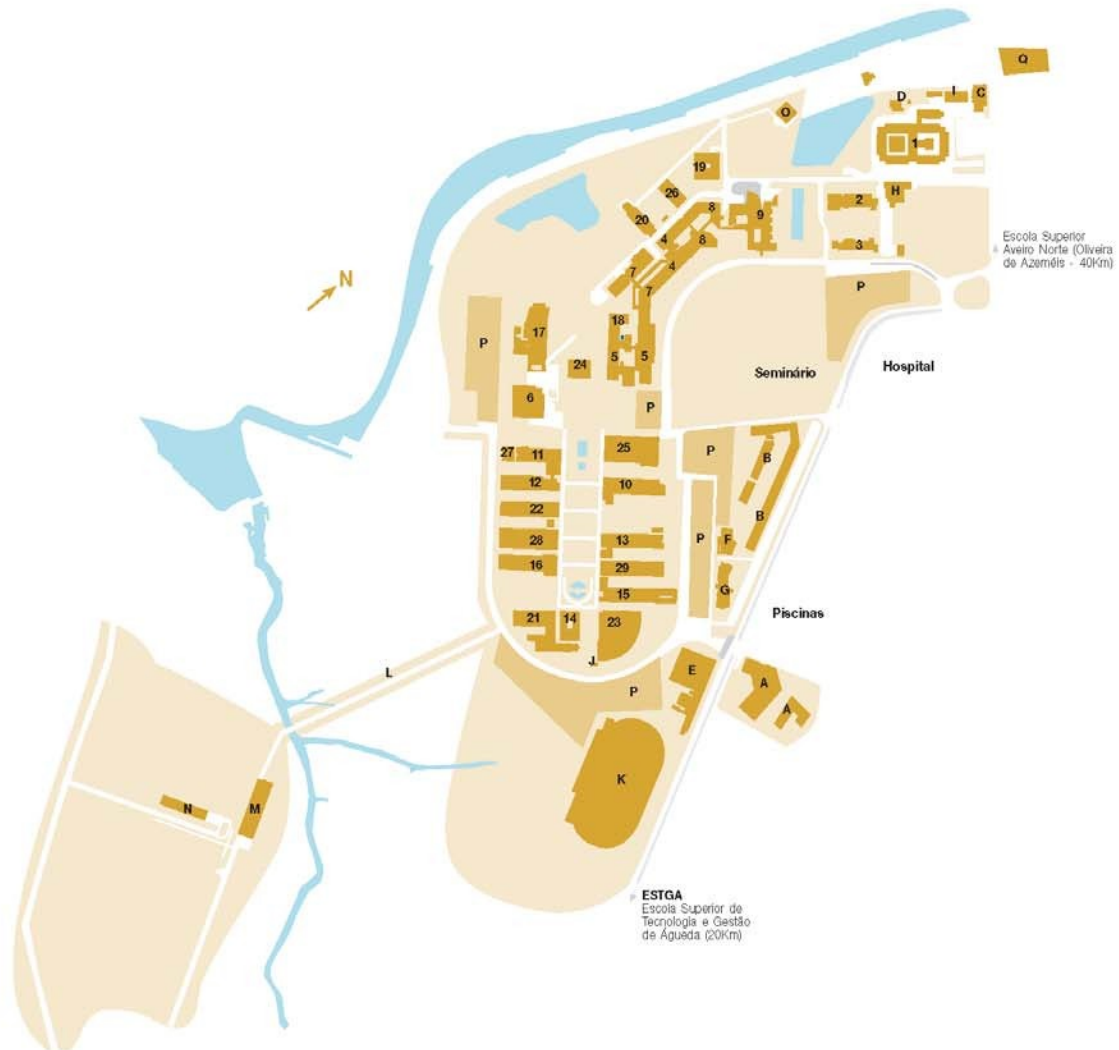 Q
D
I
C
O
1
19
26
8
2
H
20
9
4
8
3
Escola Superior
Aveiro Norte (Oliveira
de Azeméis - 40Km)
7
4
N
P
7
17
18
P
5
5
24
Seminário
Hospital
6
P
27
11
25
P
B
12
10
22
B
28
13
P
F
16
29
G
15
21
14
23
Piscinas
J
L
E
A
P
A
K
N
M
ESTGA
Escola Superior de
Tecnologia e Gestão
de Águeda (20Km)